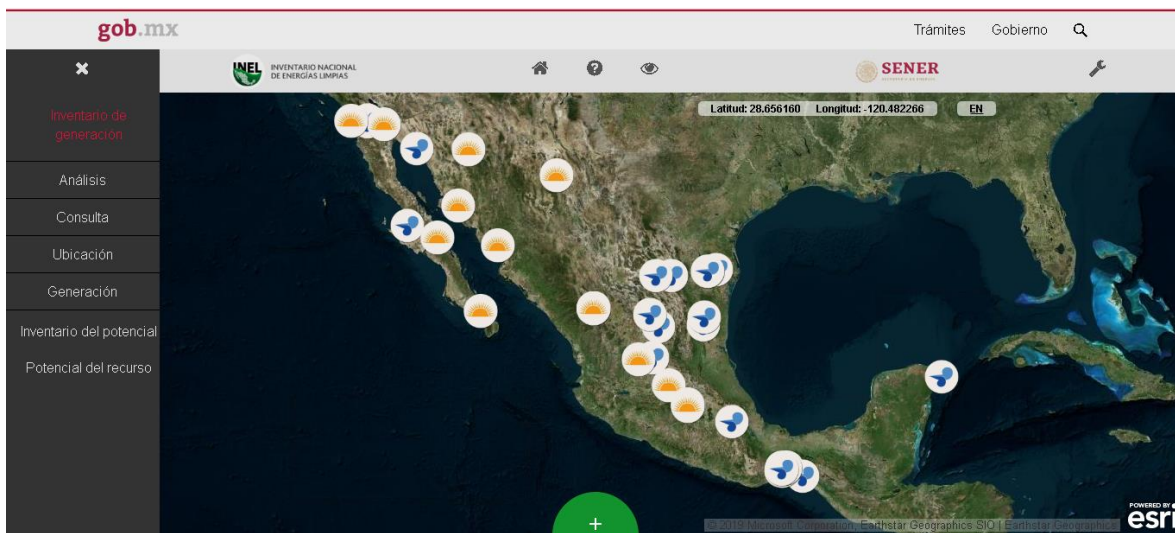 gob.mx
Trámites Gobierno
INEL INVENTARIO NACIONAL
DE ENERGÍAS LIMPIAS
SENER
Inventario de
generación
Latitud: 28.656160 Longitud: -120.482266 EN
Análisis
Consulta
Ubicación
Generación
Inventario del potencial
Potencial del recurso
+
POWERED BY
esri
© 2019 Microsoft Corporation, Earthstar Geographics SIO | Earthstar Geographics